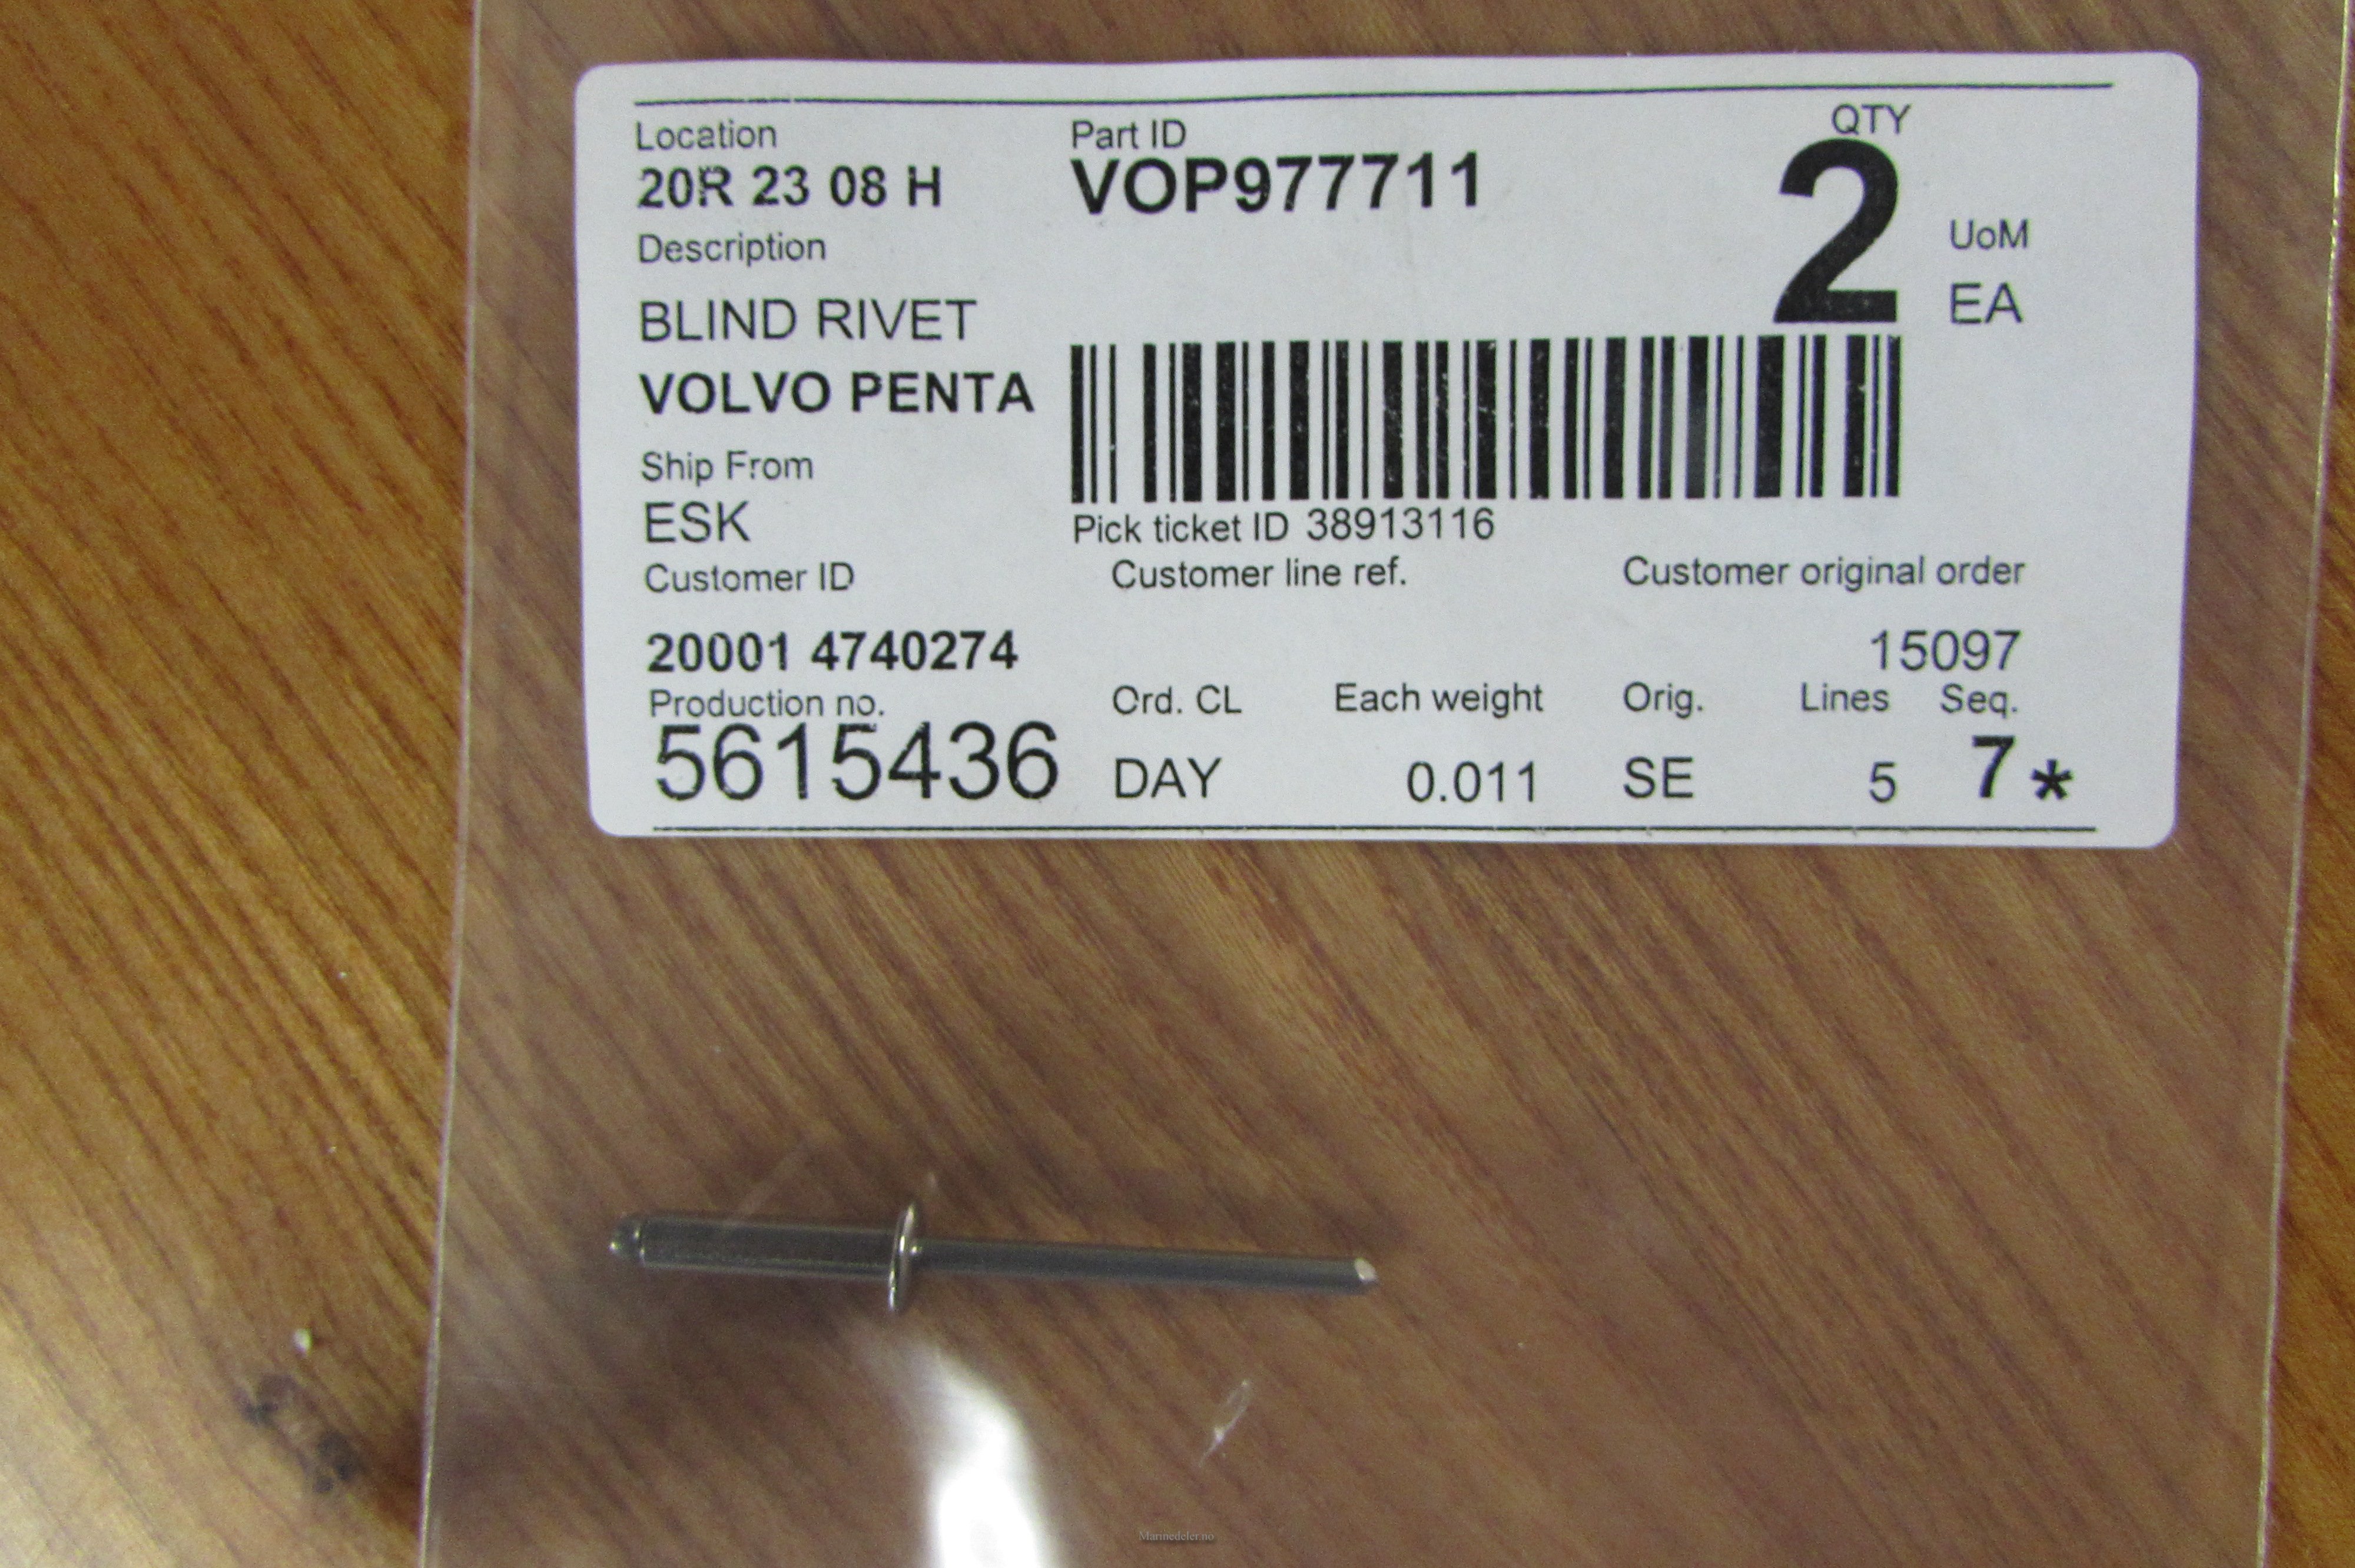 Location Part ID QTY
20R 23 08 H VOP977711 2 UoM
Description
BLIND RIVET EA
VOLVO PENTA
Ship From
ESK Pick ticket ID 38913116
Customer ID Customer line ref. Customer original order
20001 4740274 15097
Production no. Ord. CL Each weight Orig. Lines Seq.
5615436 DAY 0.011 SE 5 7*
Marinedeler.no